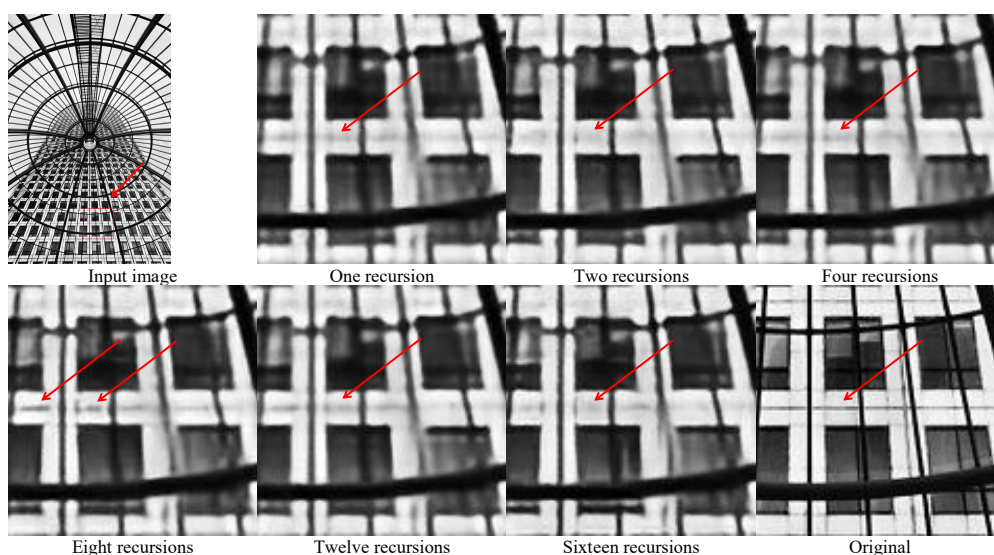 Input image
One recursion
Two recursions
Four recursions
Eight recursions
Twelve recursions
Sixteen recursions
Original